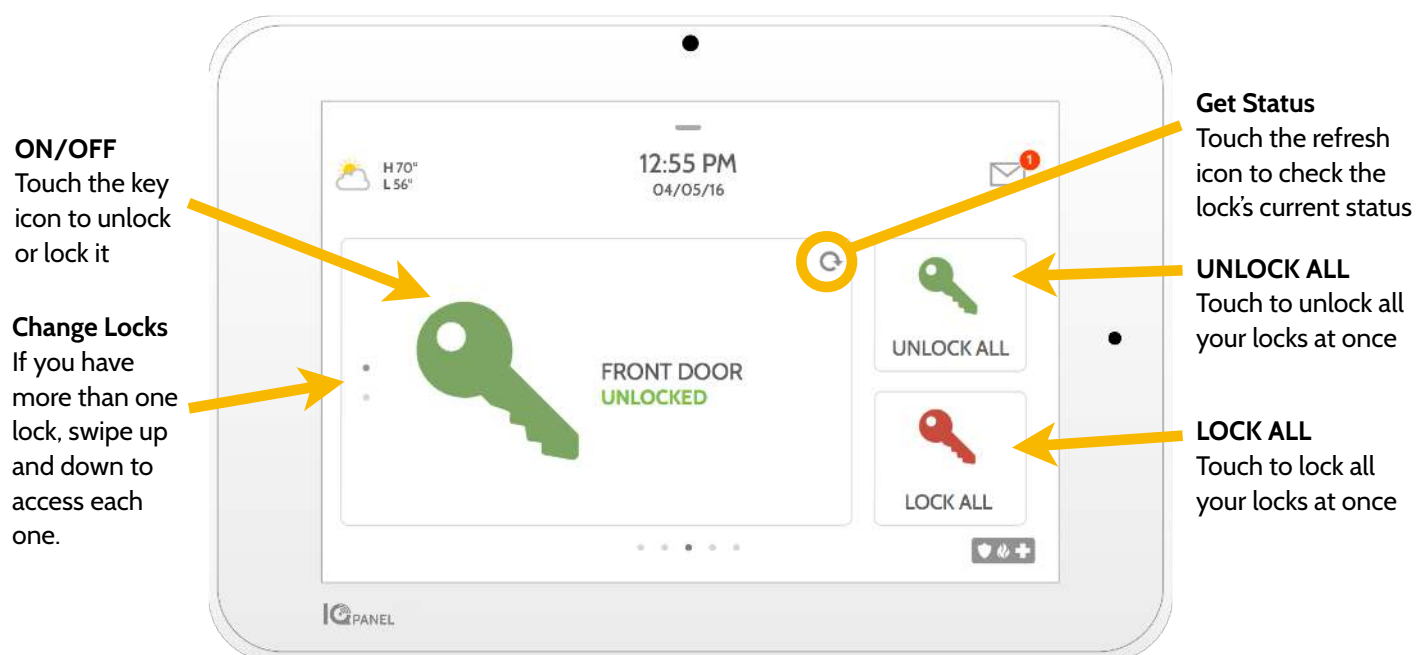 ON/OFF
Touch the key
icon to unlock
or lock it
Change Locks
If you have
more than one
lock, swipe up
and down to
access each
one.
H 70°
L 56°
12:55 PM
04/05/16
1
FRONT DOOR
UNLOCKED
UNLOCK ALL
LOCK ALL
IQ PANEL
Get Status
Touch the refresh
icon to check the
lock's current status
UNLOCK ALL
Touch to unlock all
your locks at once
LOCK ALL
Touch to lock all
your locks at once